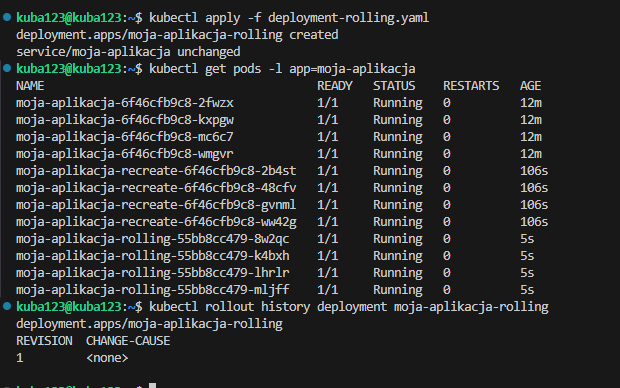 kuba123@kuba123:~$ kubectl apply -f deployment-rolling.yaml
deployment.apps/moja-aplikacja-rolling created
service/moja-aplikacja unchanged
kuba123@kuba123:~$ kubectl get pods -l app=moja-aplikacja
NAME READY STATUS RESTARTS AGE
moja-aplikacja-6f46cfb9c8-2fwzx 1/1 Running 0 12m
moja-aplikacja-6f46cfb9c8-kxpgw 1/1 Running 0 12m
moja-aplikacja-6f46cfb9c8-mc6c7 1/1 Running 0 12m
moja-aplikacja-6f46cfb9c8-wmgvr 1/1 Running 0 12m
moja-aplikacja-recreate-6f46cfb9c8-2b4st 1/1 Running 0 106s
moja-aplikacja-recreate-6f46cfb9c8-48cfv 1/1 Running 0 106s
moja-aplikacja-recreate-6f46cfb9c8-gvnml 1/1 Running 0 106s
moja-aplikacja-recreate-6f46cfb9c8-ww42g 1/1 Running 0 106s
moja-aplikacja-rolling-55bb8cc479-8w2qc 1/1 Running 0 5s
moja-aplikacja-rolling-55bb8cc479-k4bxh 1/1 Running 0 5s
moja-aplikacja-rolling-55bb8cc479-lhrlr 1/1 Running 0 5s
moja-aplikacja-rolling-55bb8cc479-mljff 1/1 Running 0 5s
kuba123@kuba123:~$ kubectl rollout history deployment moja-aplikacja-rolling
deployment.apps/moja-aplikacja-rolling
REVISION CHANGE-CAUSE
1 <none>